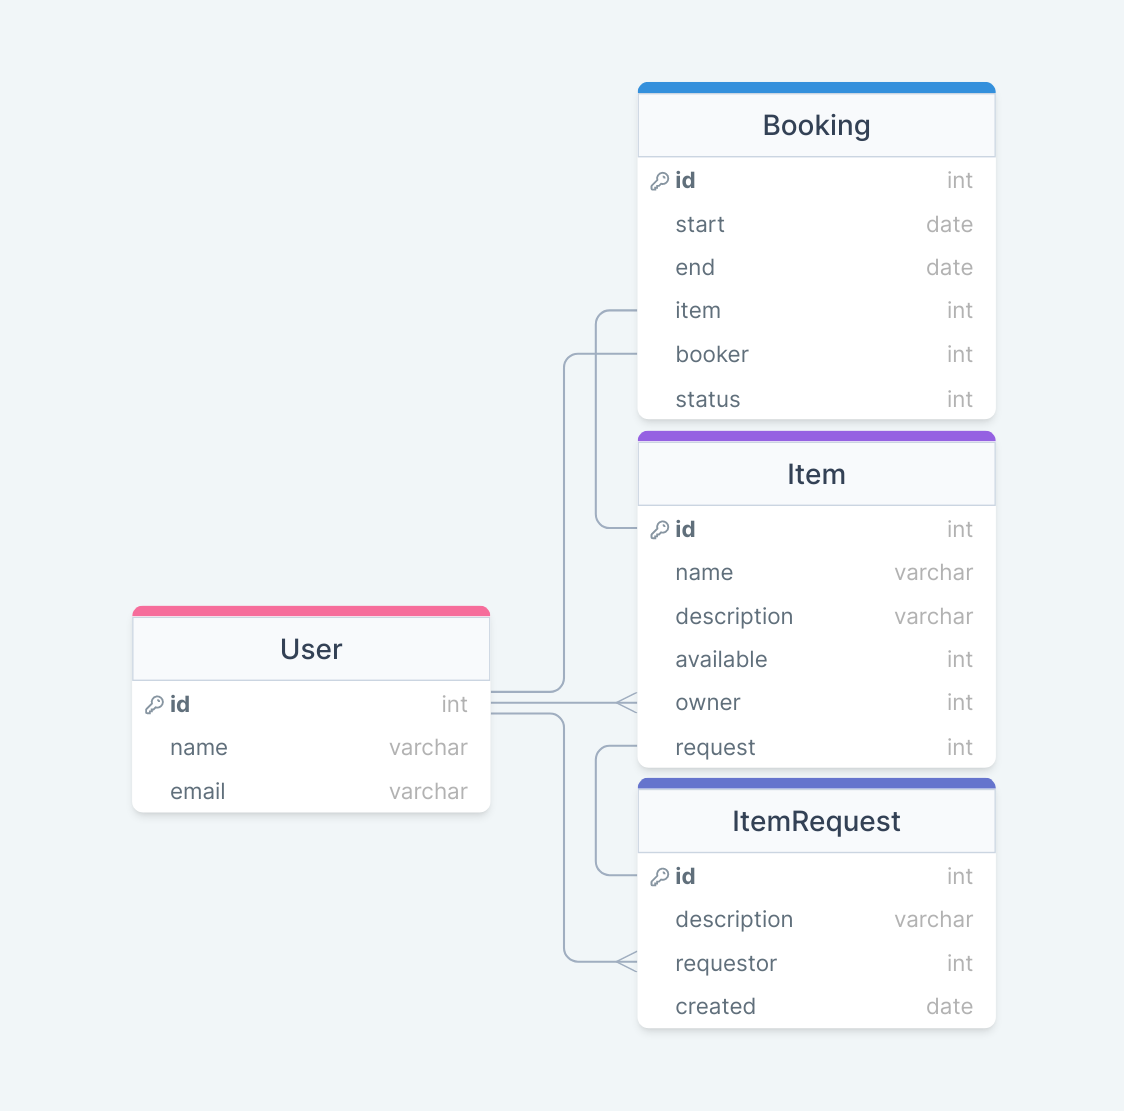 Booking
id int
start date
end date
item int
booker int
status int
Item
id int
name varchar
description varchar
available int
owner int
request int
User
id int
name varchar
email varchar
ItemRequest
id int
description varchar
requestor int
created date